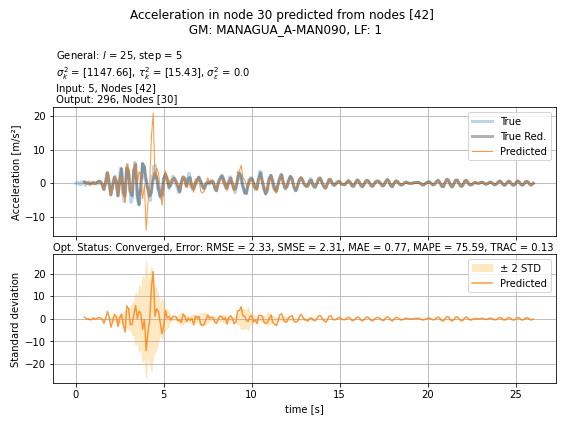 Acceleration in node 30 predicted from nodes [42]
GM: MANAGUA_A-MAN090, LF: 1
General: l = 25, step = 5
σ²ₖ = [1147.66], τ²ₖ = [15.43], σ²ε = 0.0
Input: 5, Nodes [42]
Output: 296, Nodes [30]
Acceleration [m/s²]
20
10
0
−10
True
True Red.
Predicted
Opt. Status: Converged, Error: RMSE = 2.33, SMSE = 2.31, MAE = 0.77, MAPE = 75.59, TRAC = 0.13
Standard deviation
20
10
0
−10
−20
± 2 STD
Predicted
0 5 10 15 20 25
time [s]